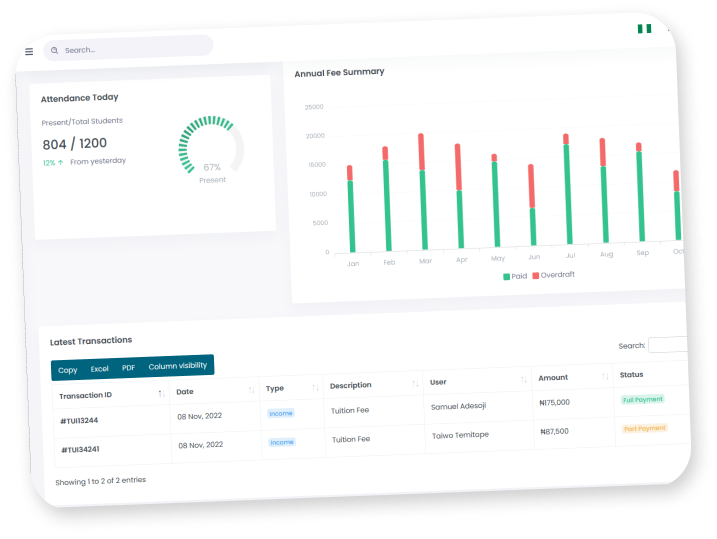 Search...
Attendance Today
Present/Total Students
804 / 1200
12% ↑ From yesterday
67%
Present
Annual Fee Summary
25000
20000
15000
10000
5000
0
Jan Feb Mar Apr May Jun Jul Aug Sep Oct
Paid Overdraft
Latest Transactions
Copy Excel PDF Column visibility
Search:
Transaction ID Date Type Description User Amount Status
#TUI13244 08 Nov, 2022 Income Tuition Fee Samuel Adesoji ₦175,000 Full Payment
#TUI34241 08 Nov, 2022 Income Tuition Fee Taiwo Temitope ₦87,500 Part Payment
Showing 1 to 2 of 2 entries